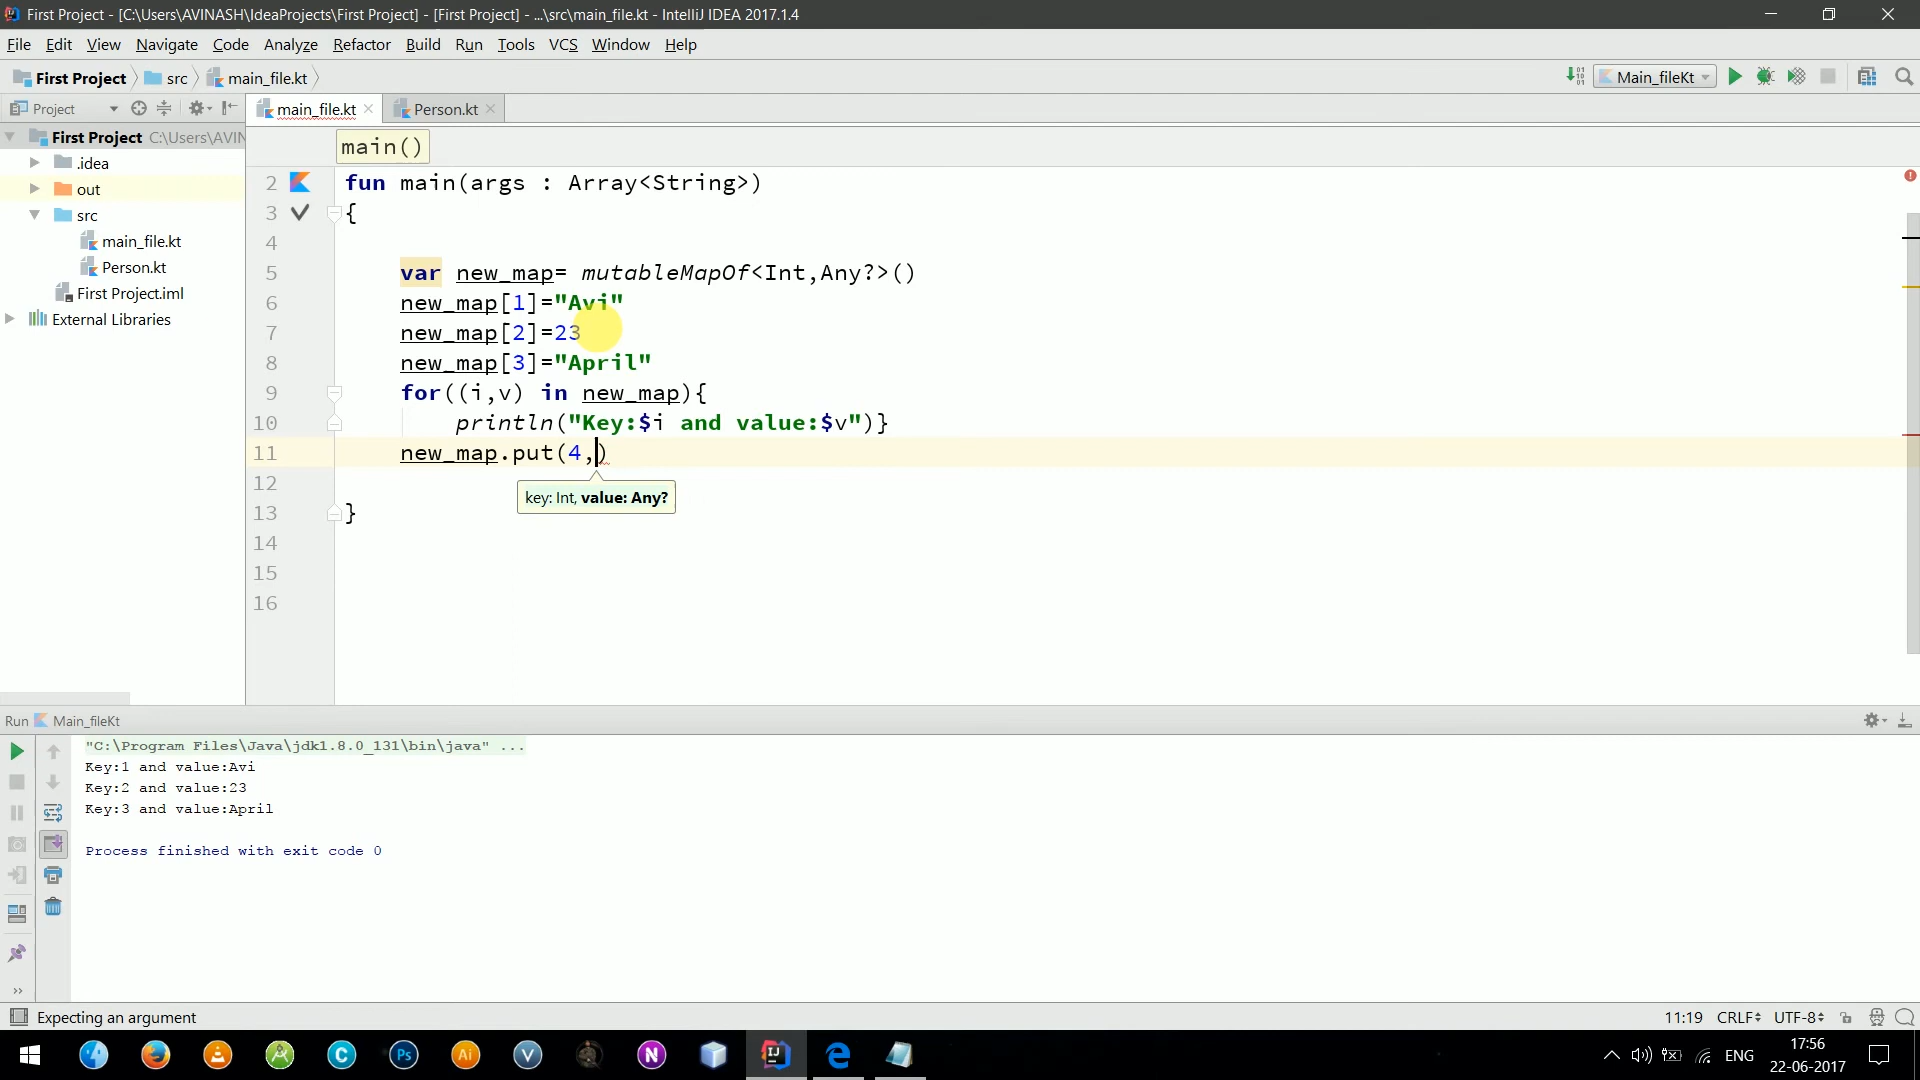 First Project - [C:\Users\AVINASH\IdeaProjects\First Project] - [First Project] - ...\src\main_file.kt - IntelliJ IDEA 2017.1.4
File Edit View Navigate Code Analyze Refactor Build Run Tools VCS Window Help
First Project src main_file.kt Main_fileKt
Project main_file.kt Person.kt
First Project C:\Users\AVIN
.idea
out
src
main_file.kt
Person.kt
First Project.iml
External Libraries
main()
2 fun main(args : Array<String>)
3 {
4
5 var new_map= mutableMapOf<Int,Any?>()
6 new_map[1]="Avi"
7 new_map[2]=23
8 new_map[3]="April"
9 for((i,v) in new_map){
10 println("Key:$i and value:$v")}
11 new_map.put(4,)
key: Int, value: Any?
12
13 }
14
15
16
Run Main_fileKt
"C:\Program Files\Java\jdk1.8.0_131\bin\java" ...
Key:1 and value:Avi
Key:2 and value:23
Key:3 and value:April
Process finished with exit code 0
Expecting an argument 11:19 CRLF UTF-8
Ps Ai ENG 17:56
22-06-2017